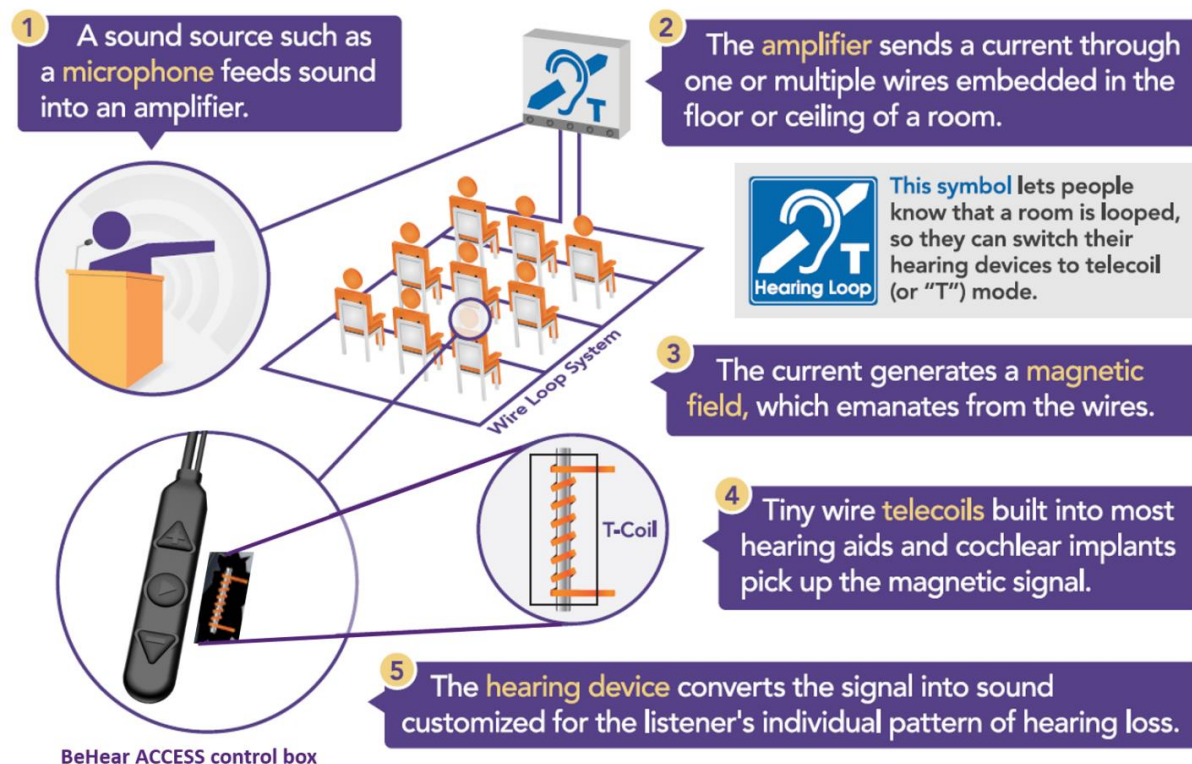 1
A sound source such as
a microphone feeds sound
into an amplifier.
T
2
The amplifier sends a current through
one or multiple wires embedded in the
floor or ceiling of a room.
T
Hearing Loop
This symbol lets people
know that a room is looped,
so they can switch their
hearing devices to telecoil
(or “T”) mode.
Wire Loop System
3
The current generates a magnetic
field, which emanates from the wires.
T-Coil
4
Tiny wire telecoils built into most
hearing aids and cochlear implants
pick up the magnetic signal.
5
The hearing device converts the signal into sound
customized for the listener's individual pattern of hearing loss.
BeHear ACCESS control box